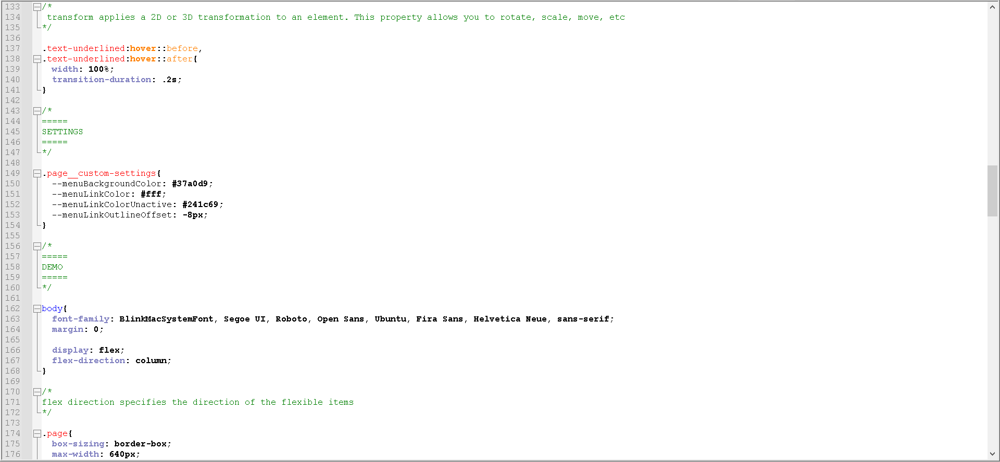 133 /*
134 transform applies a 2D or 3D transformation to an element. This property allows you to rotate, scale, move, etc
135 */
136
137 .text-underlined:hover::before,
138 .text-underlined:hover::after{
139 width: 100%;
140 transition-duration: .2s;
141 }
142
143 /*
144 =====
145 SETTINGS
146 =====
147 */
148
149 .page__custom-settings{
150 --menuBackgroundColor: #37a0d9;
151 --menuLinkColor: #fff;
152 --menuLinkColorUnactive: #241c69;
153 --menuLinkOutlineOffset: -8px;
154 }
155
156 /*
157 =====
158 DEMO
159 =====
160 */
161
162 body{
163 font-family: BlinkMacSystemFont, Segoe UI, Roboto, Open Sans, Ubuntu, Fira Sans, Helvetica Neue, sans-serif;
164 margin: 0;
165
166 display: flex;
167 flex-direction: column;
168 }
169
170 /*
171 flex direction specifies the direction of the flexible items
172 */
173
174 .page{
175 box-sizing: border-box;
176 max-width: 640px;